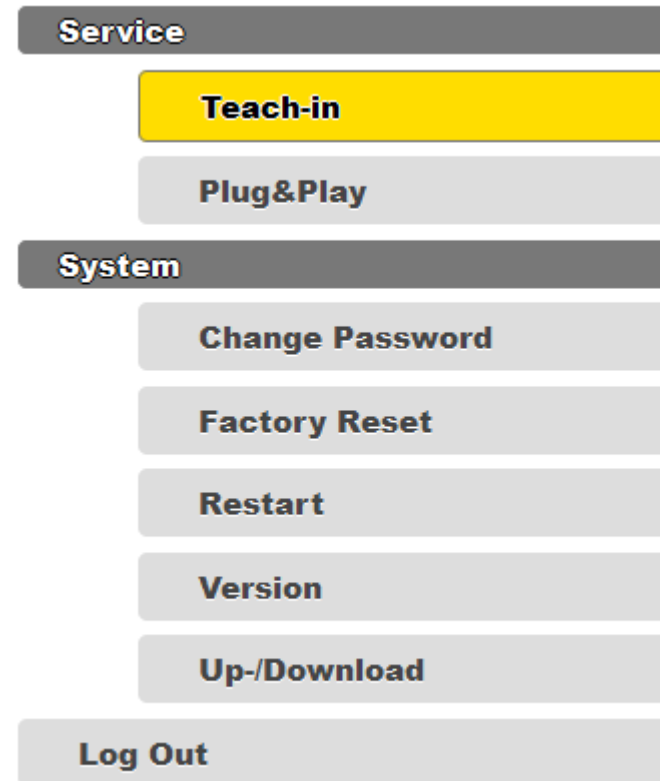 Service
Teach-in
Plug&Play
System
Change Password
Factory Reset
Restart
Version
Up-/Download
Log Out